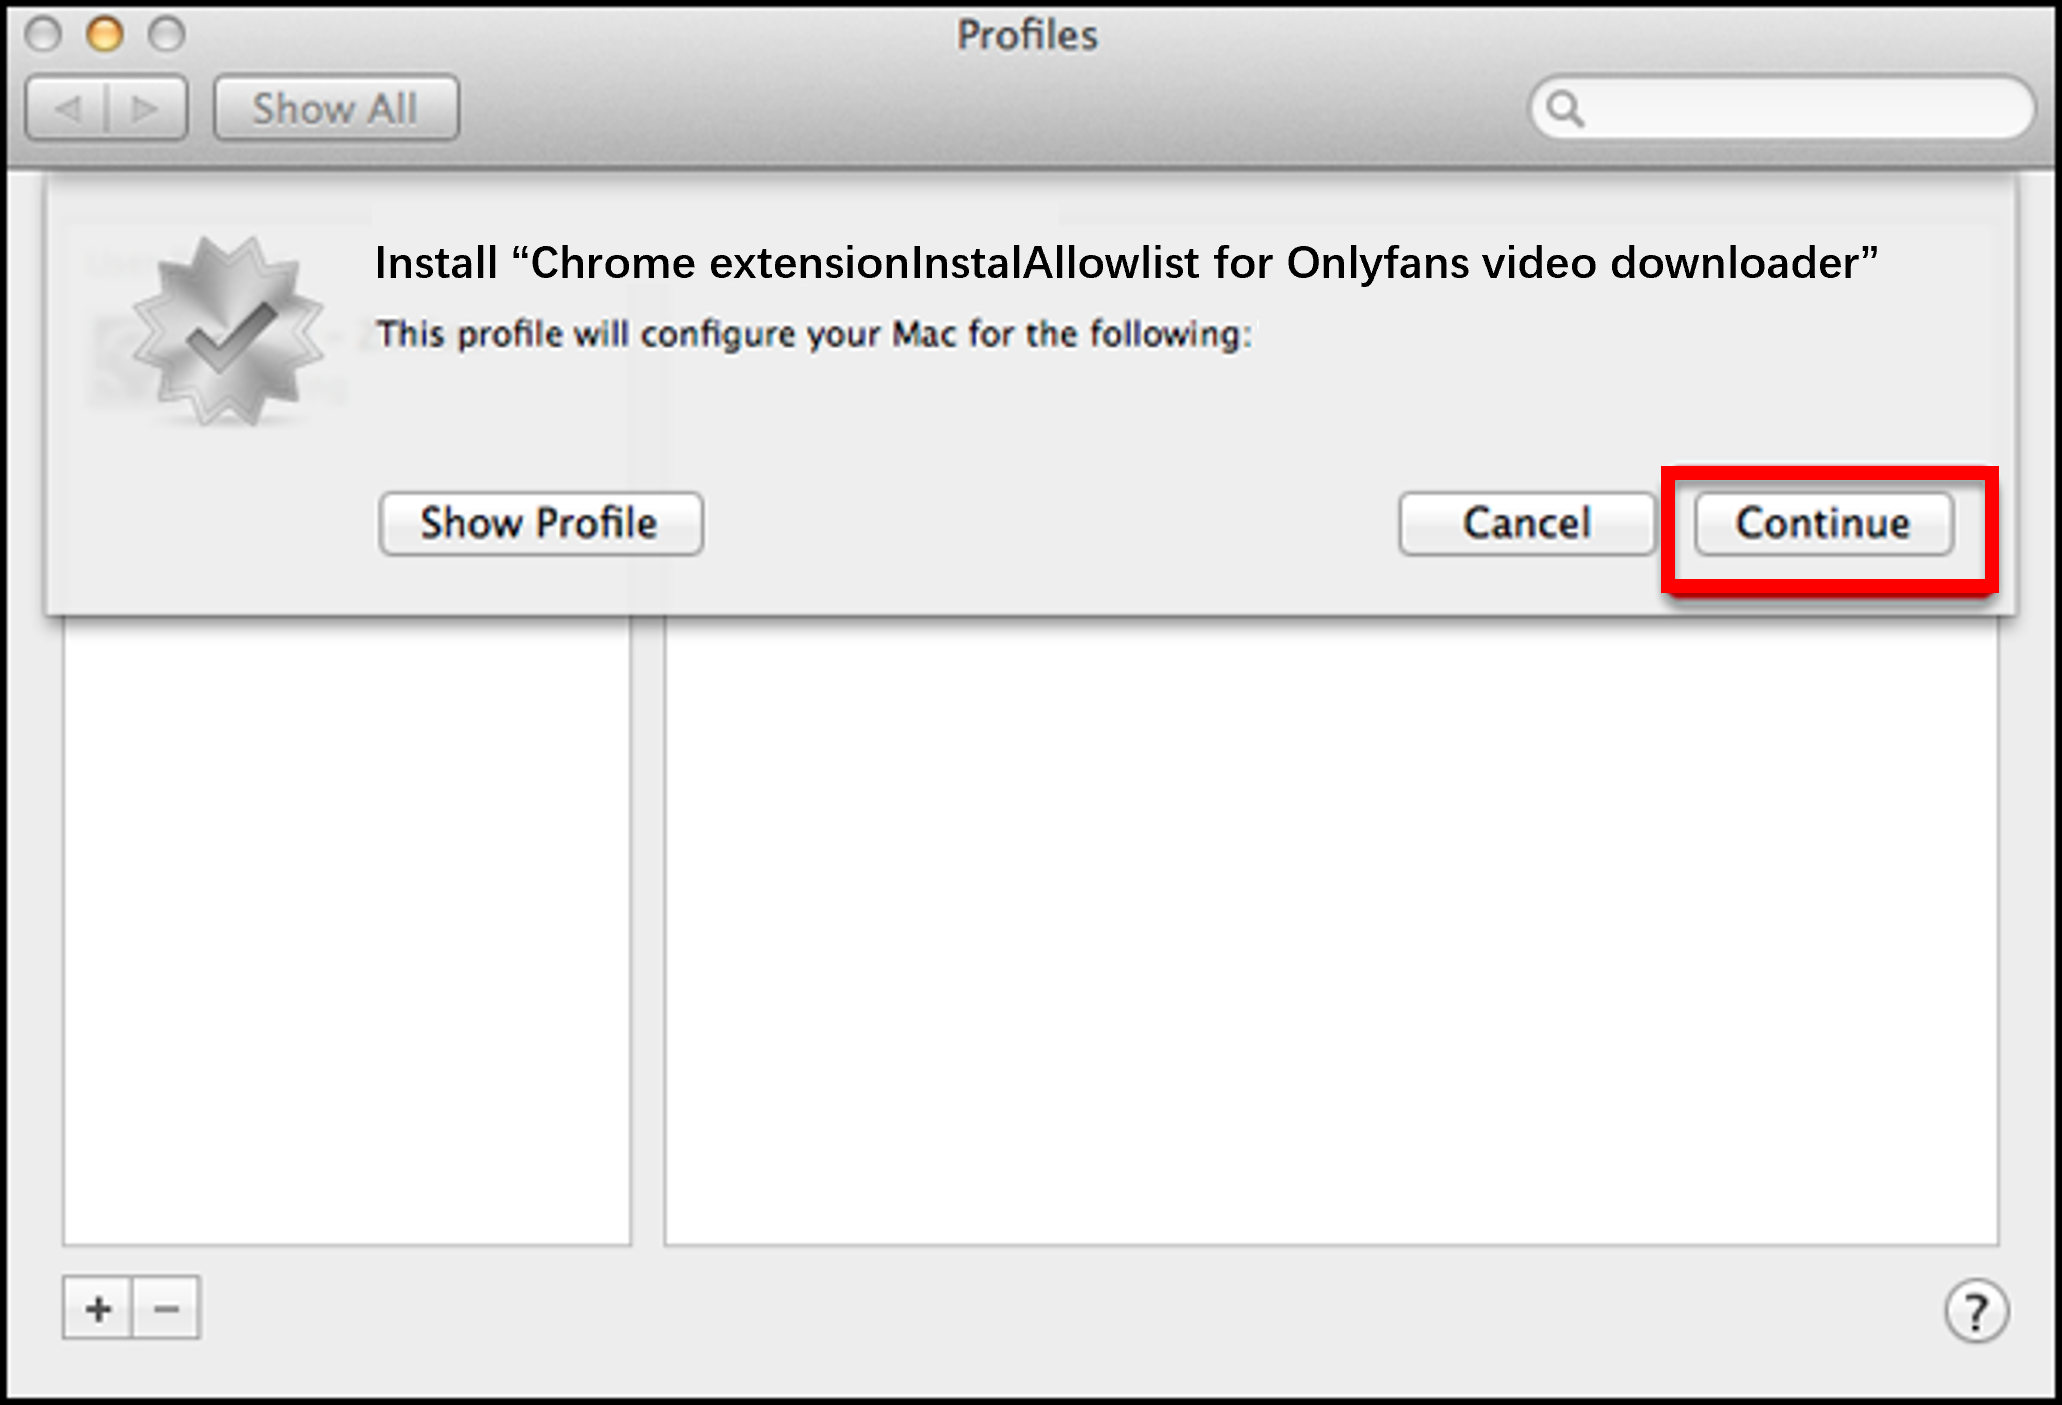 Profiles
Show All
Install “Chrome extensionInstalAllowlist for Onlyfans video downloader”
This profile will configure your Mac for the following:
Show Profile
Cancel
Continue
+
−
?